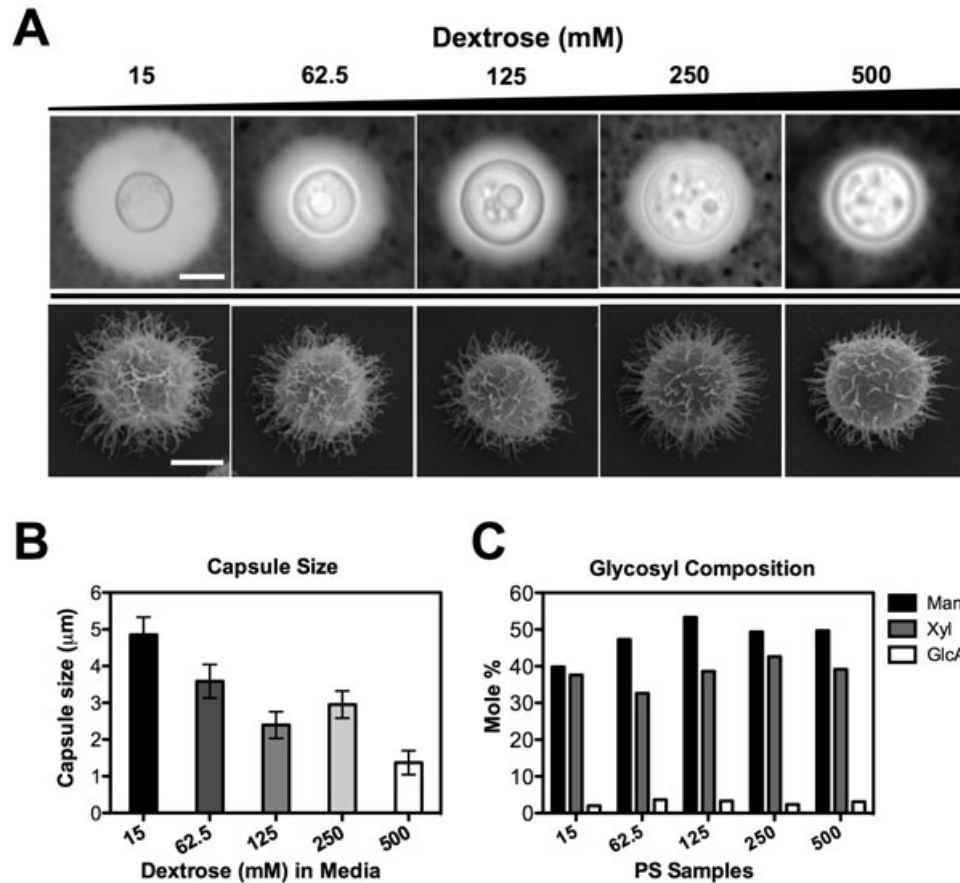 A
Dextrose (mM)
15 62.5 125 250 500
B
Capsule Size
Capsule size (μm)
6
5
4
3
2
1
0
15 62.5 125 250 500
Dextrose (mM) in Media
C
Glycosyl Composition
Mole %
60
50
40
30
20
10
0
15 62.5 125 250 500
PS Samples
Man
Xyl
GlcA